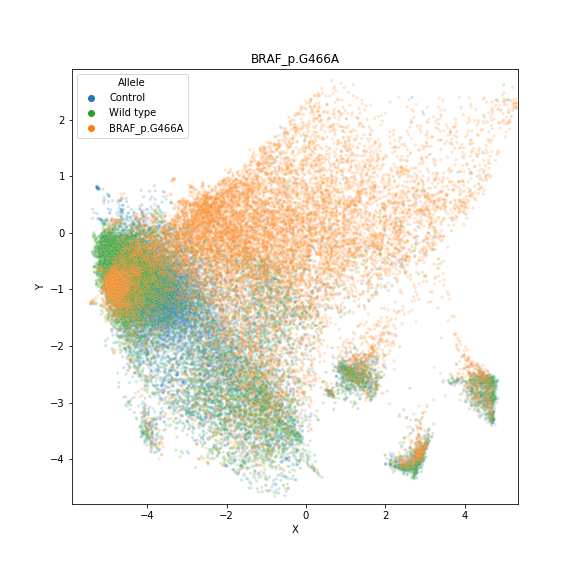 BRAF_p.G466A
Allele
Control
Wild type
BRAF_p.G466A
2
1
0
−1
−2
−3
−4
Y
−4
−2
0
2
4
X